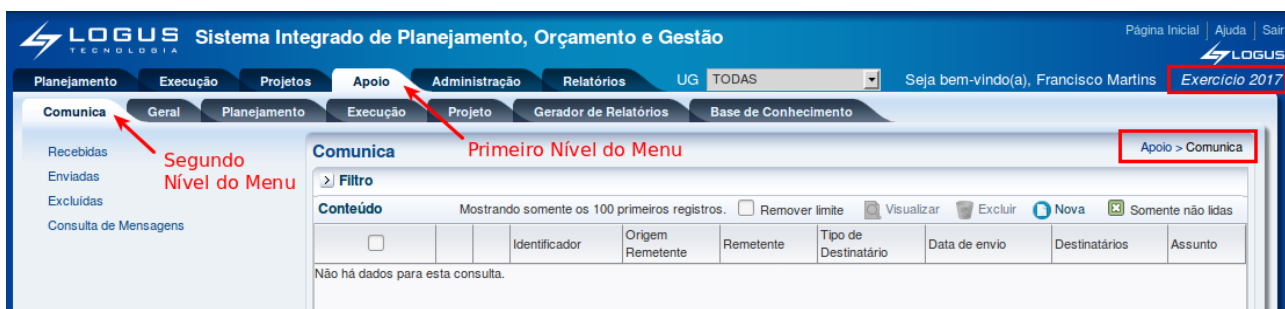 LOGUS TECNOLOGIA Sistema Integrado de Planejamento, Orçamento e Gestão
Página Inicial | Ajuda | Sair
LOGUS
Planejamento Execução Projetos Apoio Administração Relatórios UG TODAS Seja bem-vindo(a), Francisco Martins Exercício 2017
Comunica Geral Planejamento Execução Projeto Gerador de Relatórios Base de Conhecimento
Recebidas
Enviadas
Excluídas
Consulta de Mensagens
Segundo
Nível do Menu
Comunica
Primeiro Nível do Menu
Apoio > Comunica
Filtro
Conteúdo Mostrando somente os 100 primeiros registros. Remover limite Visualizar Excluir Nova Somente não lidas
Identificador Origem Remetente Remetente Tipo de Destinatário Data de envio Destinatários Assunto
Não há dados para esta consulta.